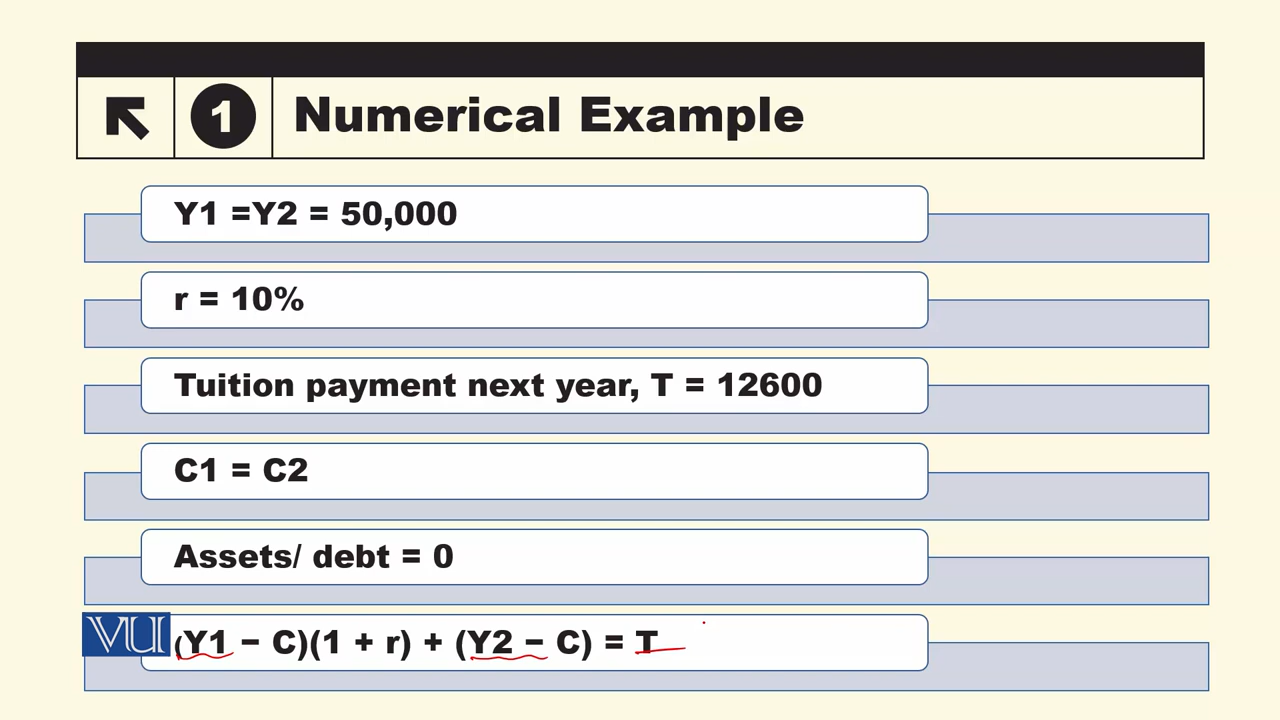 1 Numerical Example
Y1 =Y2 = 50,000
r = 10%
Tuition payment next year, T = 12600
C1 = C2
Assets/ debt = 0
VU
(Y1 – C)(1 + r) + (Y2 – C) = T